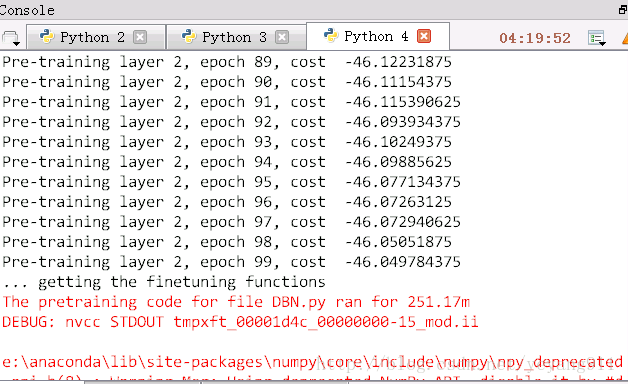 Console
Python 2
Python 3
Python 4
04:19:52
Pre-training layer 2, epoch 89, cost -46.12231875
Pre-training layer 2, epoch 90, cost -46.11154375
Pre-training layer 2, epoch 91, cost -46.115390625
Pre-training layer 2, epoch 92, cost -46.093934375
Pre-training layer 2, epoch 93, cost -46.10249375
Pre-training layer 2, epoch 94, cost -46.09885625
Pre-training layer 2, epoch 95, cost -46.077134375
Pre-training layer 2, epoch 96, cost -46.07263125
Pre-training layer 2, epoch 97, cost -46.072940625
Pre-training layer 2, epoch 98, cost -46.05051875
Pre-training layer 2, epoch 99, cost -46.049784375
... getting the finetuning functions
The pretraining code for file DBN.py ran for 251.17m
DEBUG: nvcc STDOUT tmpxft_00001d4c_00000000-15_mod.ii
e:\anaconda\lib\site-packages\numpy\core\include\numpy\npy_deprecated